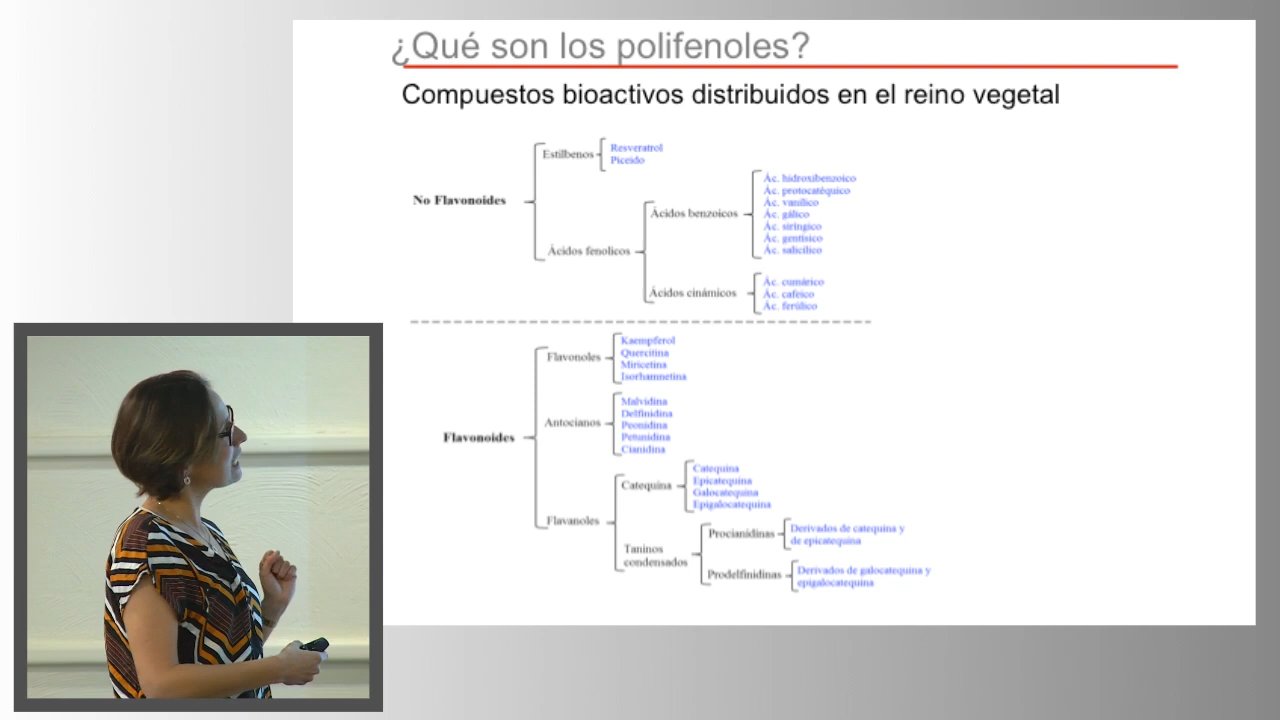 ¿Qué son los polifenoles?
Compuestos bioactivos distribuidos en el reino vegetal
No Flavonoides
Estilbenos
Resveratrol
Piceido
Ácidos fenolicos
Ácidos benzoicos
Ác. hidroxibenzoico
Ác. protocatéquico
Ác. vanílico
Ác. gálico
Ác. siríngico
Ác. gentísico
Ác. salicílico
Ácidos cinámicos
Ác. cumárico
Ác. cafeico
Ác. ferúlico
Flavonoides
Flavonoles
Kaempferol
Quercitina
Miricetina
Isorhamnetina
Antocianos
Malvidina
Delfinidina
Peonidina
Petunidina
Cianidina
Flavanoles
Catequina
Catequina
Epicatequina
Galocatequina
Epigalocatequina
Taninos
condensados
Procianidinas
Derivados de catequina y
de epicatequina
Prodelfinidinas
Derivados de galocatequina y
epigalocatequina